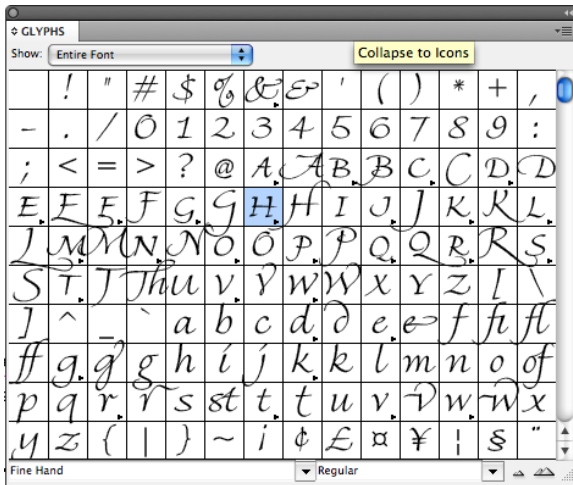 GLYPHS
Show: Entire Font
Collapse to Icons
! " # $ % & & ' ( ) * + ,
- . / 0 1 2 3 4 5 6 7 8 9 :
; < = > ? @ A A B B C C D D
E E E F G G H H I J J K K L
L M M N N O O P P Q Q R R S
S T T Th U V V W W X Y Z [ \
] ^ _ ` a b c d d e e f fi fl
ff g g g h i j k k l m n o of
p q r r s st t t u v v w w x
y z { | } ~ i ¢ £ ¤ ¥ ¦ § ¨
Fine Hand Regular